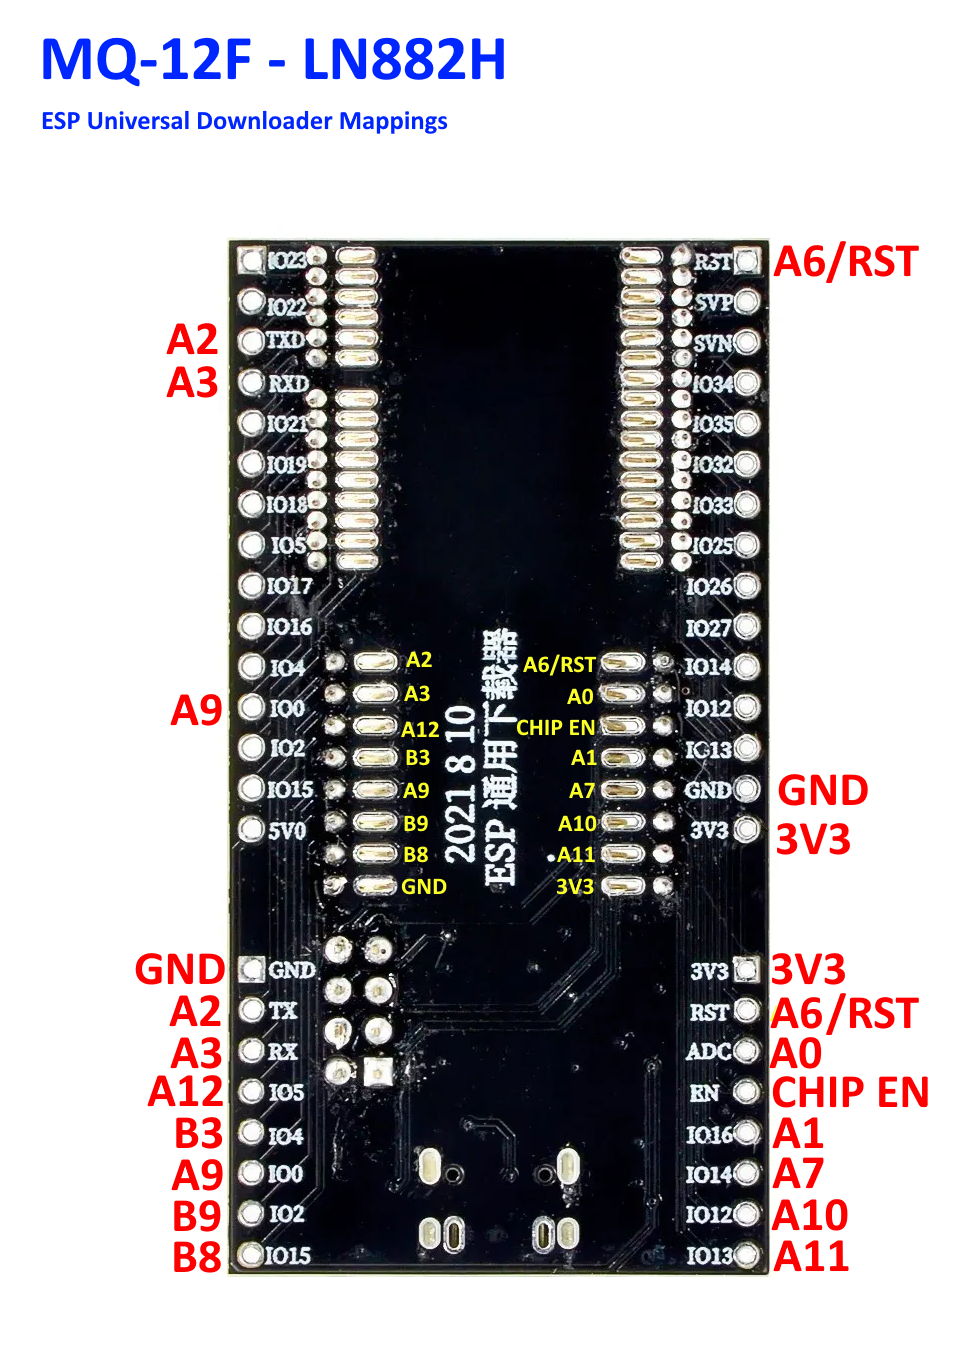 MQ-12F - LN882H
ESP Universal Downloader Mappings
IO23
RST
A6/RST
IO22
SVP
A2
TXD
SVN
A3
RXD
IO34
IO21
IO35
IO19
IO32
IO18
IO33
IO5
IO25
IO17
IO26
IO16
IO27
IO4
A2
A6/RST
IO14
A3
A0
A9
IO0
IO12
A12
CHIP EN
IO2
B3
A1
IO13
IO15
A9
A7
GND
GND
5V0
B9
A10
3V3
3V3
B8
A11
GND
3V3
2021 8 10
ESP 通用下载器
GND
GND
3V3
3V3
A2
TX
RST
A6/RST
A3
RX
ADC
A0
A12
IO5
EN
CHIP EN
B3
IO4
IO16
A1
A9
IO0
IO14
A7
B9
IO2
IO12
A10
B8
IO15
IO13
A11